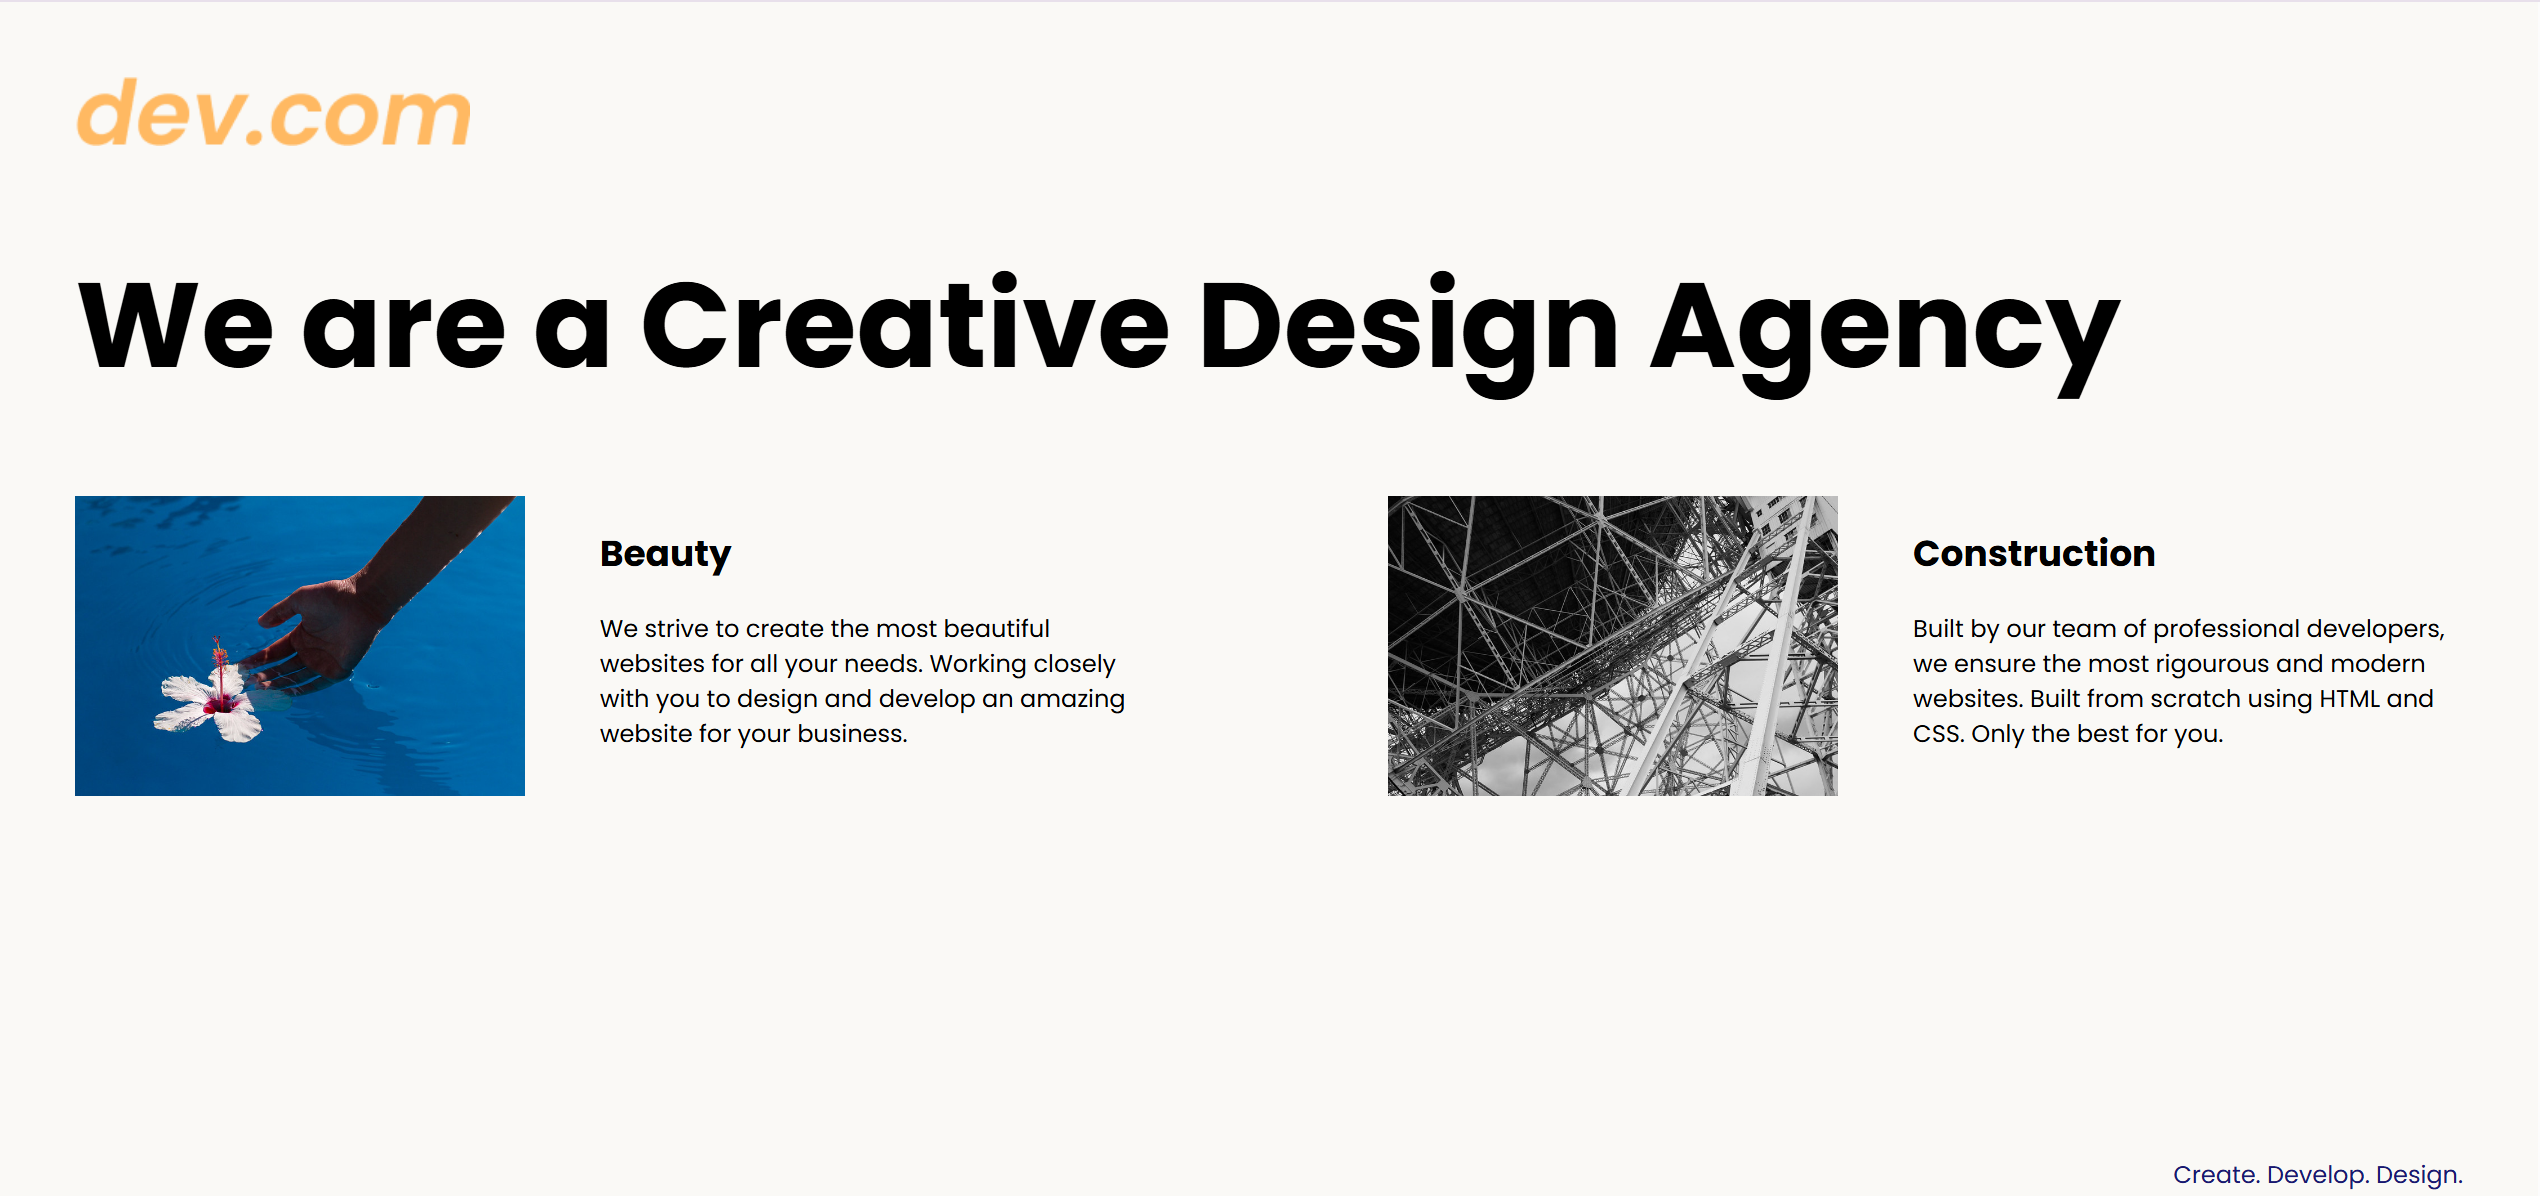 dev.com
We are a Creative Design Agency
Beauty
We strive to create the most beautiful
websites for all your needs. Working closely
with you to design and develop an amazing
website for your business.
Construction
Built by our team of professional developers,
we ensure the most rigourous and modern
websites. Built from scratch using HTML and
CSS. Only the best for you.
Create. Develop. Design.